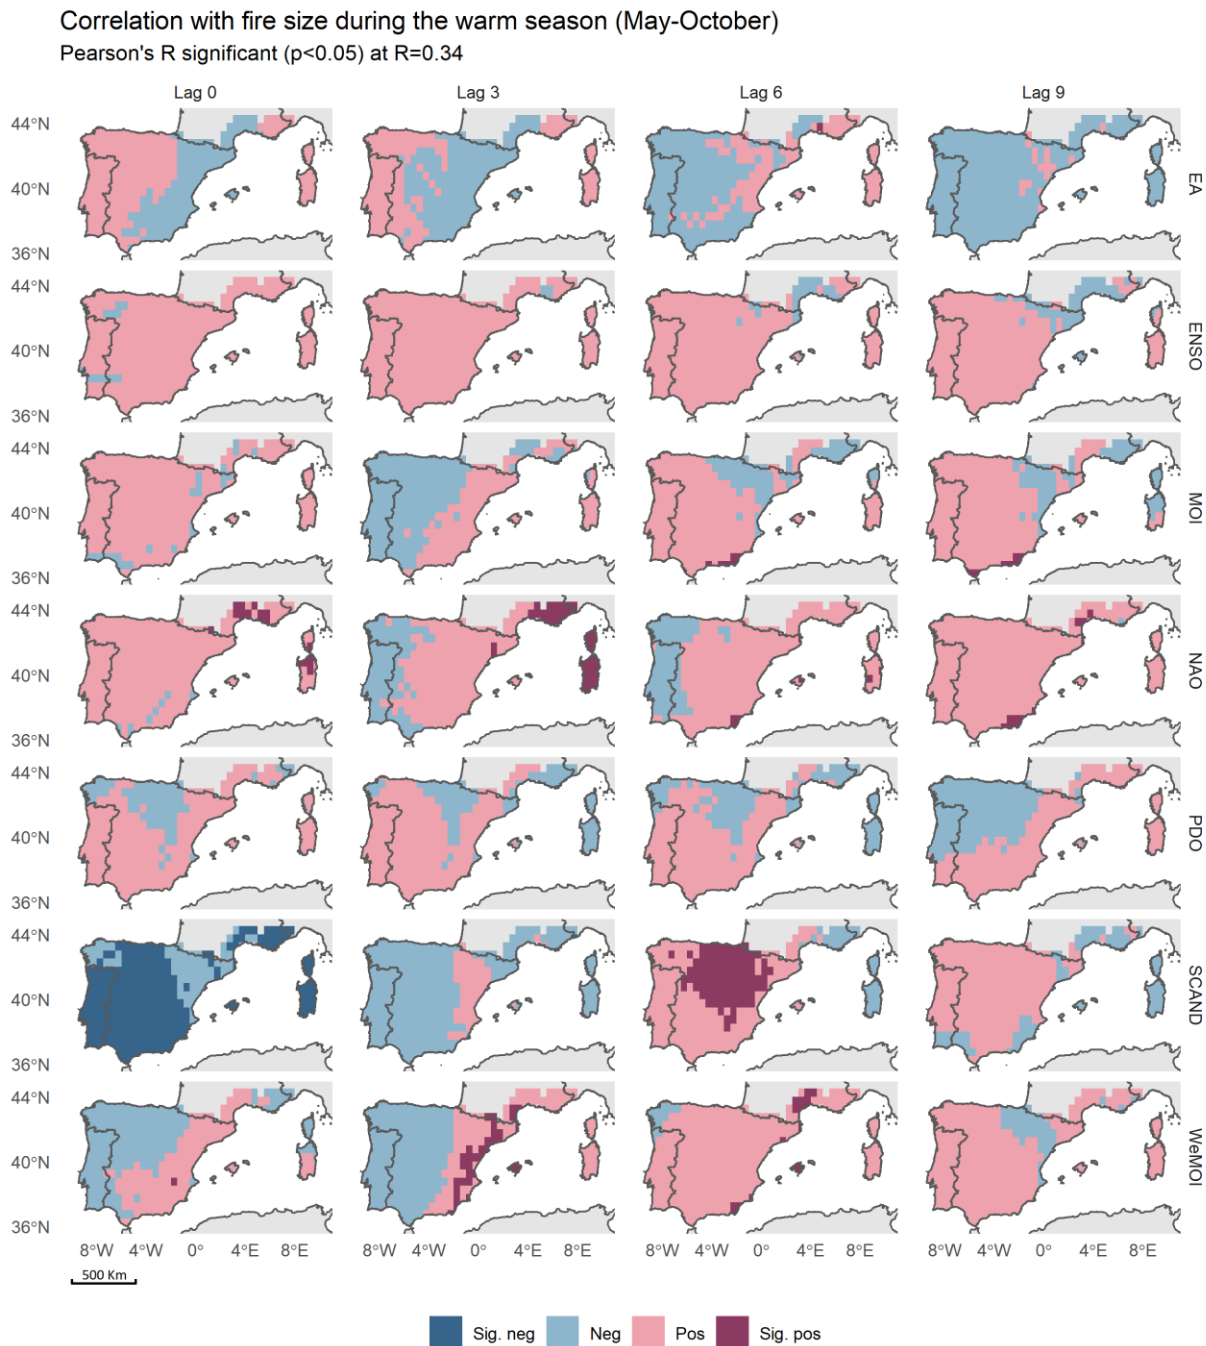 Correlation with fire size during the warm season (May-October)
Pearson's R significant (p<0.05) at R=0.34
Lag 0 Lag 3 Lag 6 Lag 9
44°N
40°N
36°N
EA
44°N
40°N
36°N
ENSO
44°N
40°N
36°N
MOI
44°N
40°N
36°N
NAO
44°N
40°N
36°N
PDO
44°N
40°N
36°N
SCAND
44°N
40°N
36°N
WeMOI
8°W 4°W 0° 4°E 8°E 8°W 4°W 0° 4°E 8°E 8°W 4°W 0° 4°E 8°E 8°W 4°W 0° 4°E 8°E
500 Km
Sig. neg Neg Pos Sig. pos